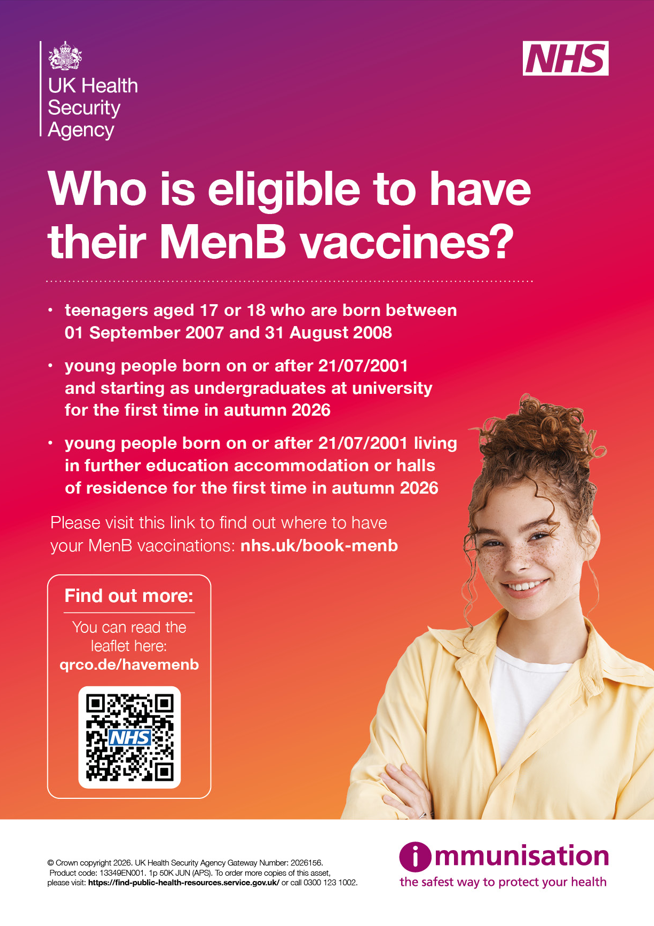 UK Health
Security
Agency
NHS
Who is eligible to have
their MenB vaccines?
• teenagers aged 17 or 18 who are born between
01 September 2007 and 31 August 2008
• young people born on or after 21/07/2001
and starting as undergraduates at university
for the first time in autumn 2026
• young people born on or after 21/07/2001 living
in further education accommodation or halls
of residence for the first time in autumn 2026
Please visit this link to find out where to have
your MenB vaccinations: nhs.uk/book-menb
Find out more:
You can read the
leaflet here:
qrco.de/havemenb
NHS
© Crown copyright 2026. UK Health Security Agency Gateway Number: 2026156.
Product code: 13349EN001. 1p 50K JUN (APS). To order more copies of this asset,
please visit: https://find-public-health-resources.service.gov.uk/ or call 0300 123 1002.
immunisation
the safest way to protect your health